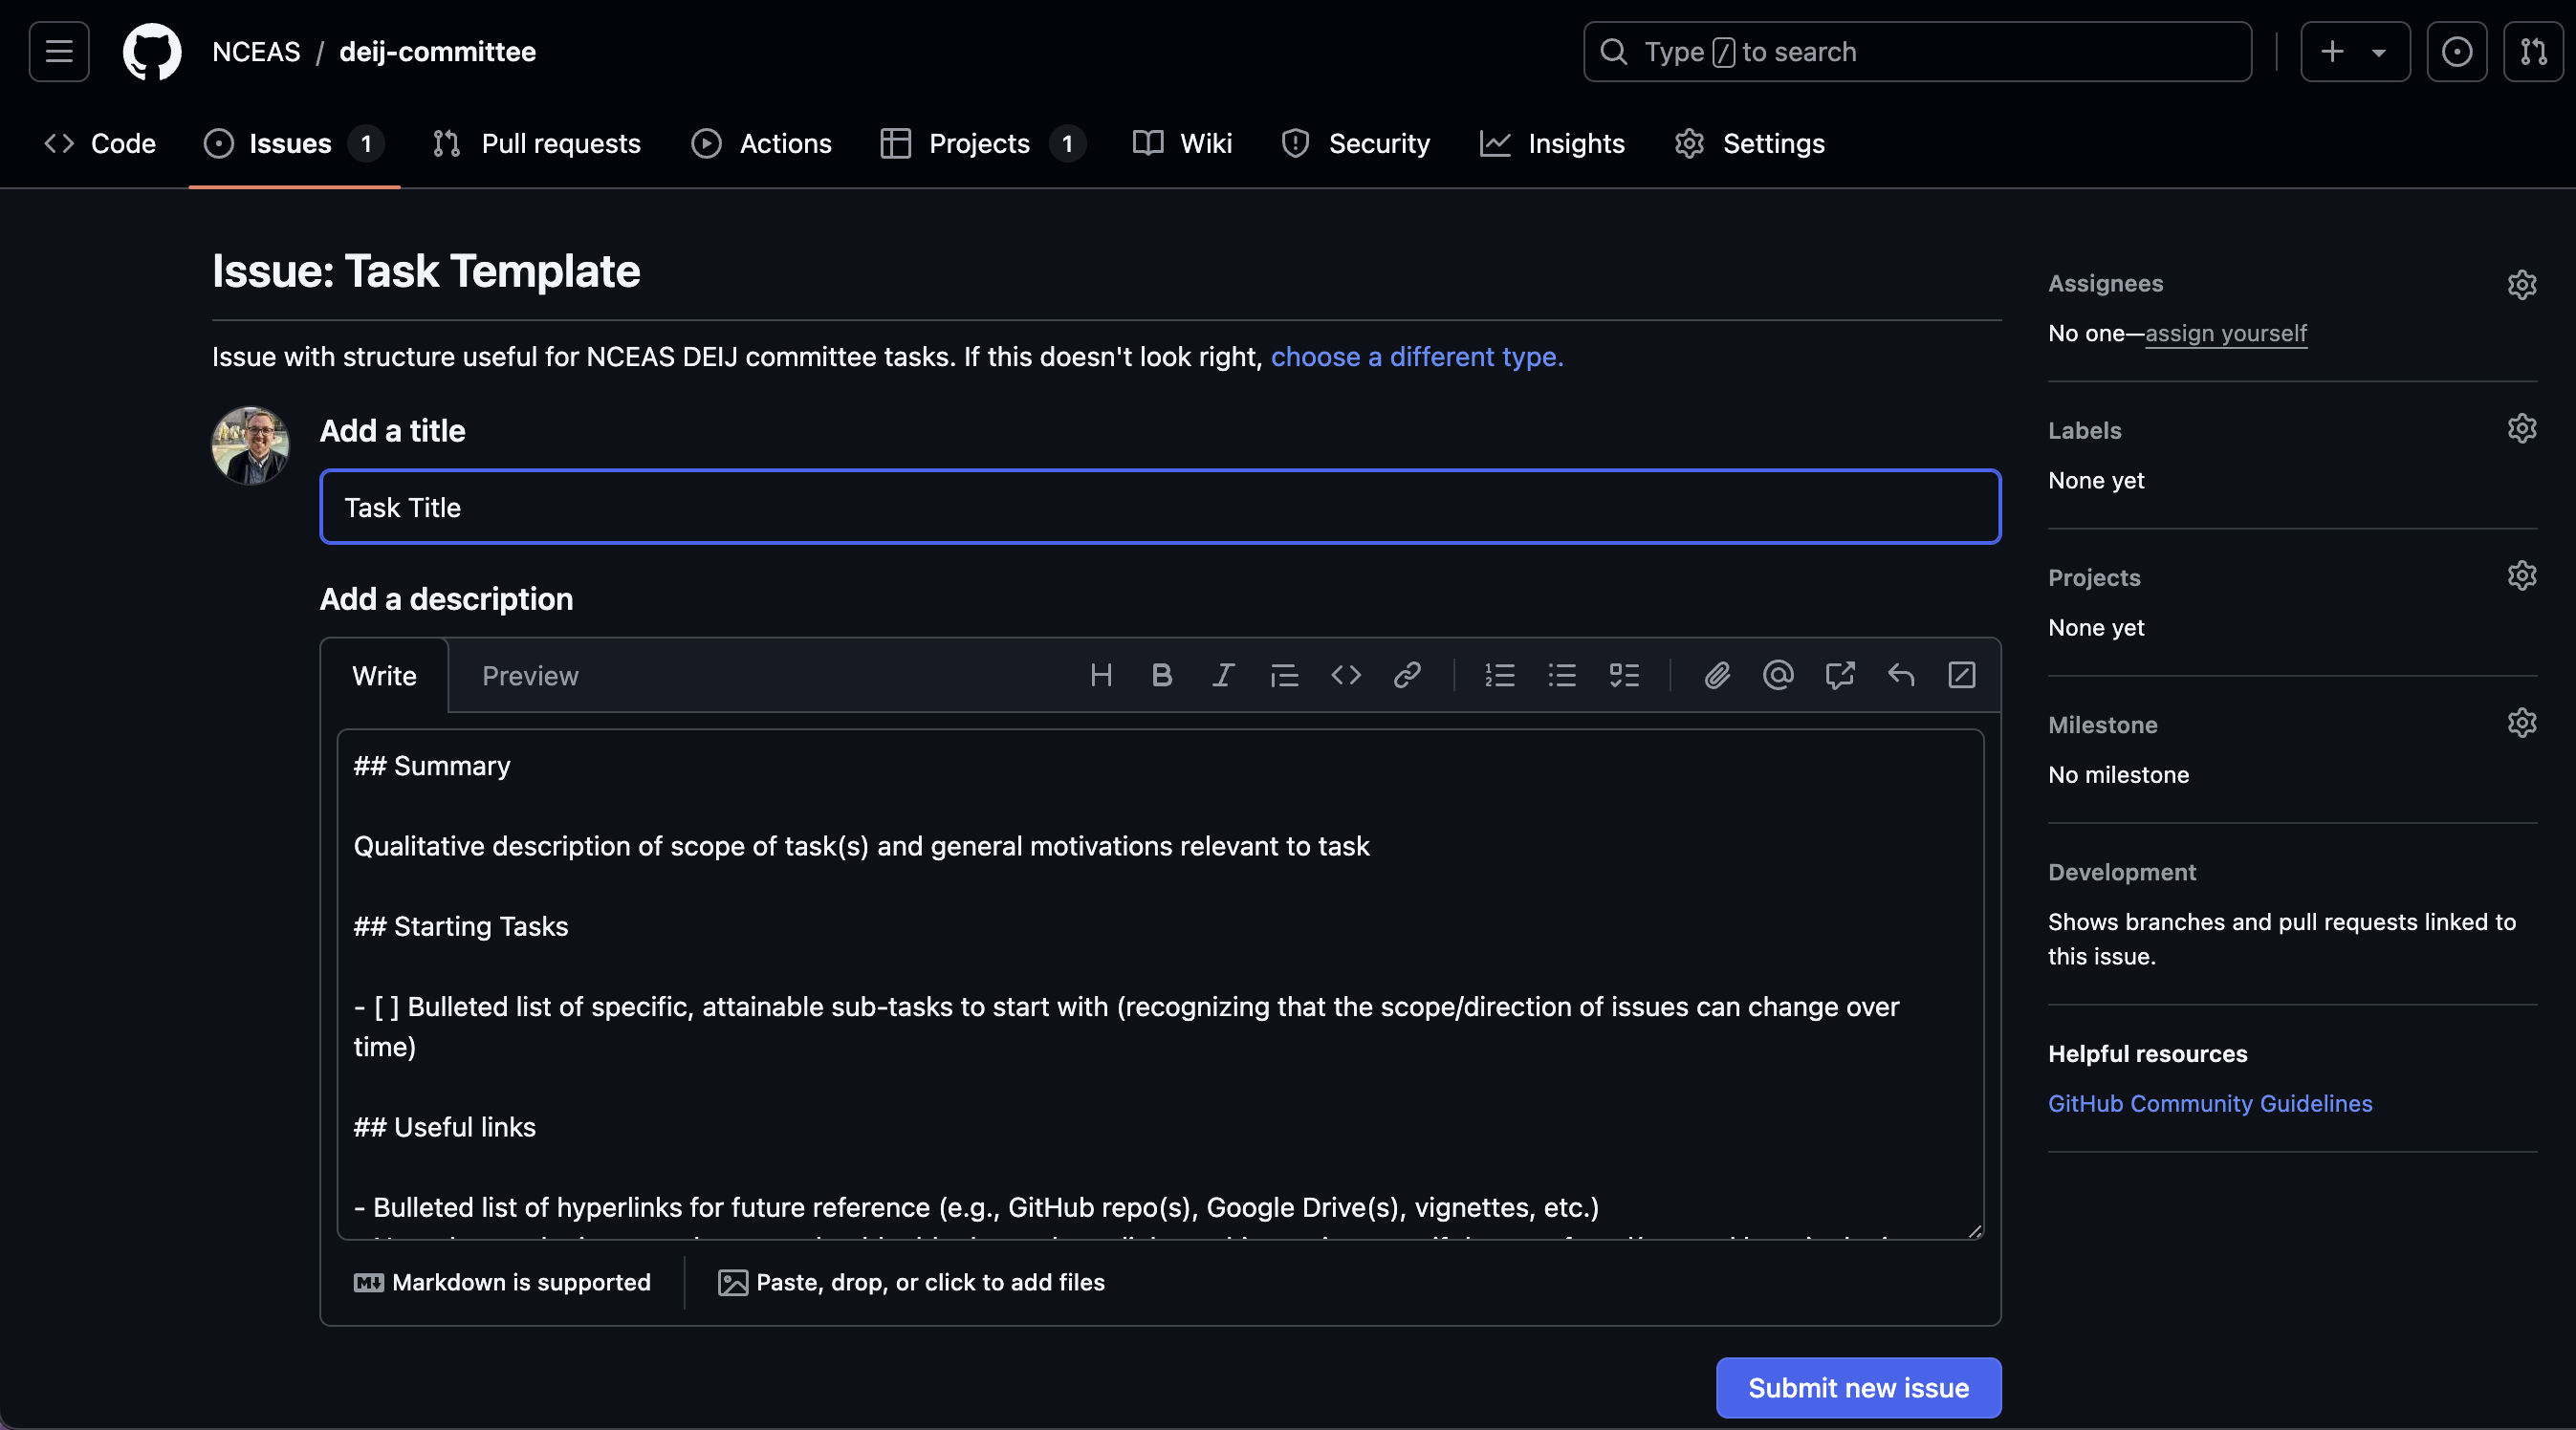 NCEAS / deij-committee
Type / to search
Code
Issues 1
Pull requests
Actions
Projects 1
Wiki
Security
Insights
Settings
Issue: Task Template
Issue with structure useful for NCEAS DEIJ committee tasks. If this doesn't look right, choose a different type.
Add a title
Task Title
Add a description
Write
Preview
## Summary
Qualitative description of scope of task(s) and general motivations relevant to task
## Starting Tasks
- [ ] Bulleted list of specific, attainable sub-tasks to start with (recognizing that the scope/direction of issues can change over
time)
## Useful links
- Bulleted list of hyperlinks for future reference (e.g., GitHub repo(s), Google Drive(s), vignettes, etc.)
Markdown is supported
Paste, drop, or click to add files
Submit new issue
Assignees
No one—assign yourself
Labels
None yet
Projects
None yet
Milestone
No milestone
Development
Shows branches and pull requests linked to
this issue.
Helpful resources
GitHub Community Guidelines